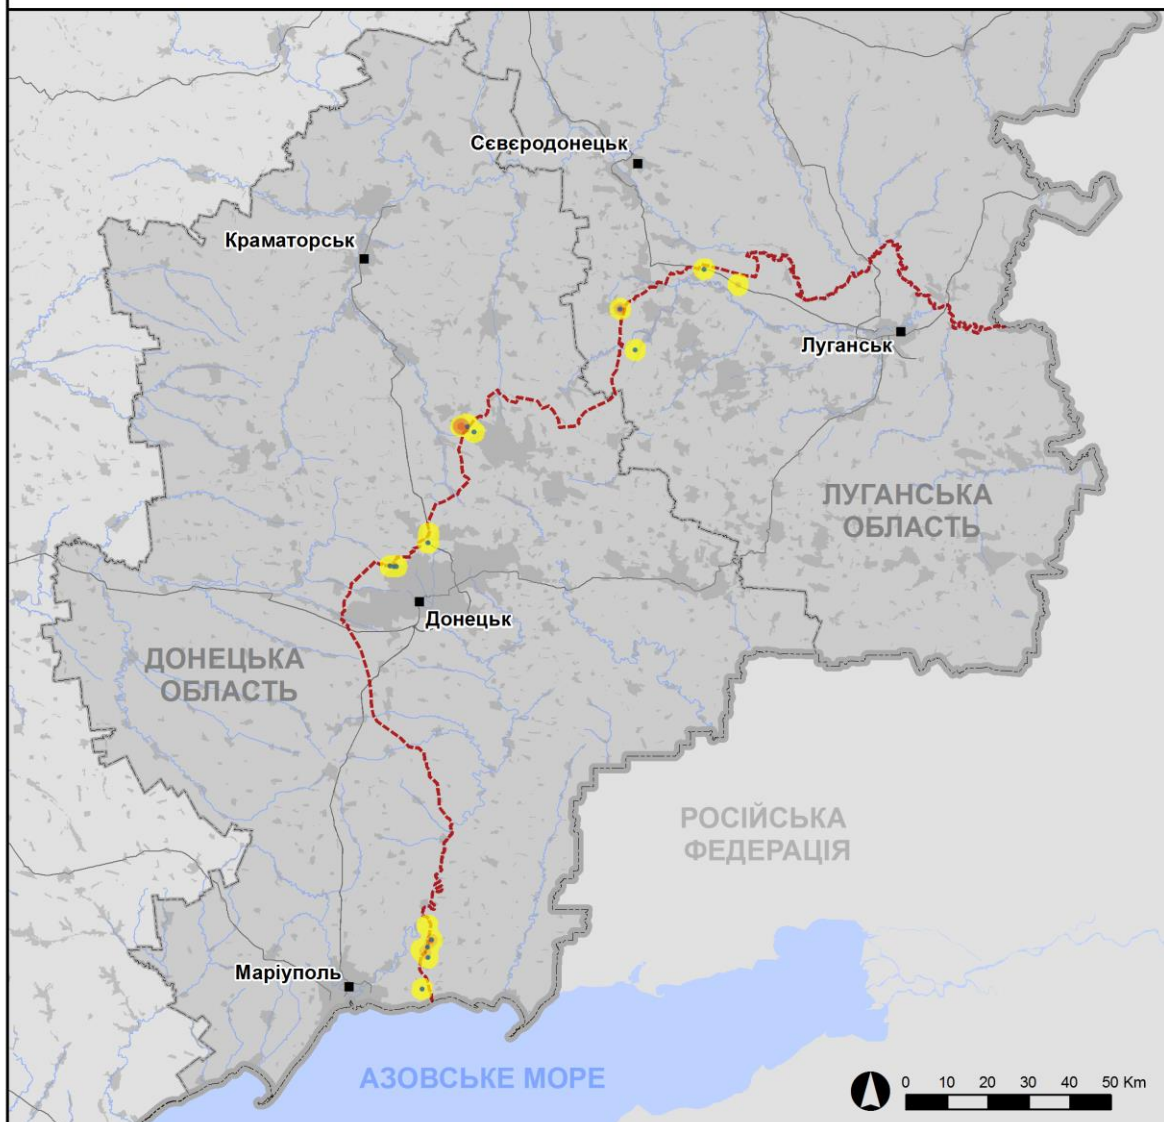 Сєвєродонецьк
Краматорськ
Луганськ
ЛУГАНСЬКА
ОБЛАСТЬ
Донецьк
ДОНЕЦЬКА
ОБЛАСТЬ
РОСІЙСЬКА
ФЕДЕРАЦІЯ
Маріуполь
АЗОВСЬКЕ МОРЕ
0 10 20 30 40 50 Km